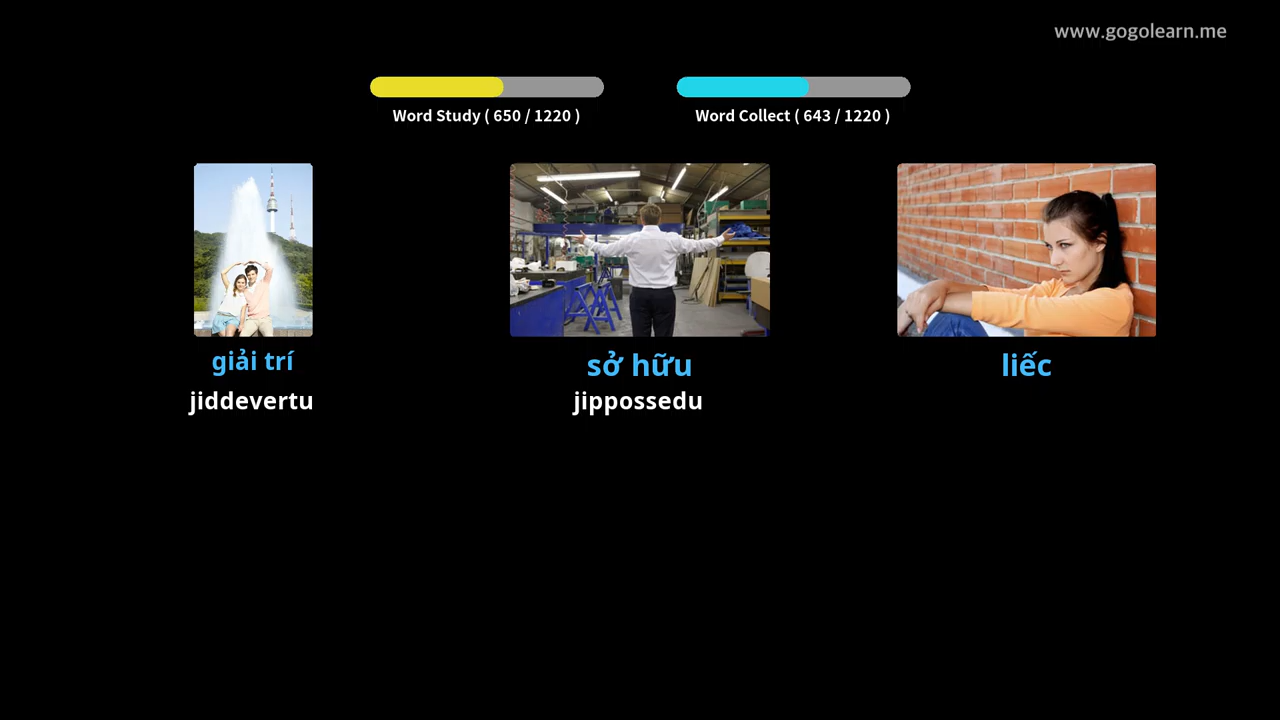 www.gogolearn.me
Word Study ( 650 / 1220 )
Word Collect ( 643 / 1220 )
giải trí
jiddevertu
sở hữu
jippossedu
liếc